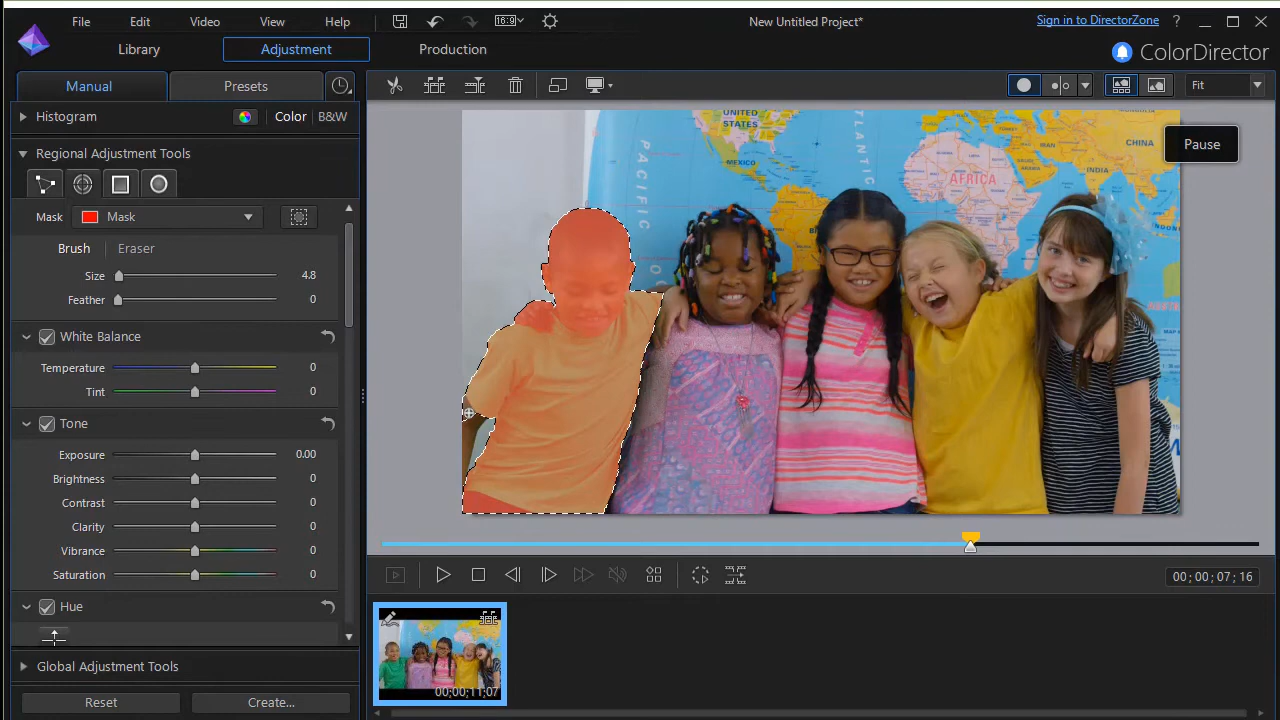 File Edit Video View Help 16:9 New Untitled Project* Sign in to DirectorZone ?
Library Adjustment Production ColorDirector
Manual Presets Fit
Histogram Color B&W
Regional Adjustment Tools
Mask Mask
Brush Eraser
Size 4.8
Feather 0
White Balance
Temperature 0
Tint 0
Tone
Exposure 0.00
Brightness 0
Contrast 0
Clarity 0
Vibrance 0
Saturation 0
Hue
Global Adjustment Tools
Reset Create...
UNITED
STATES
MEXICO
PACIFIC
ATLANTIC
AFRICA
CHINA
INDIA
INDONE
Pause
00;00;07;16
00;00;11;07